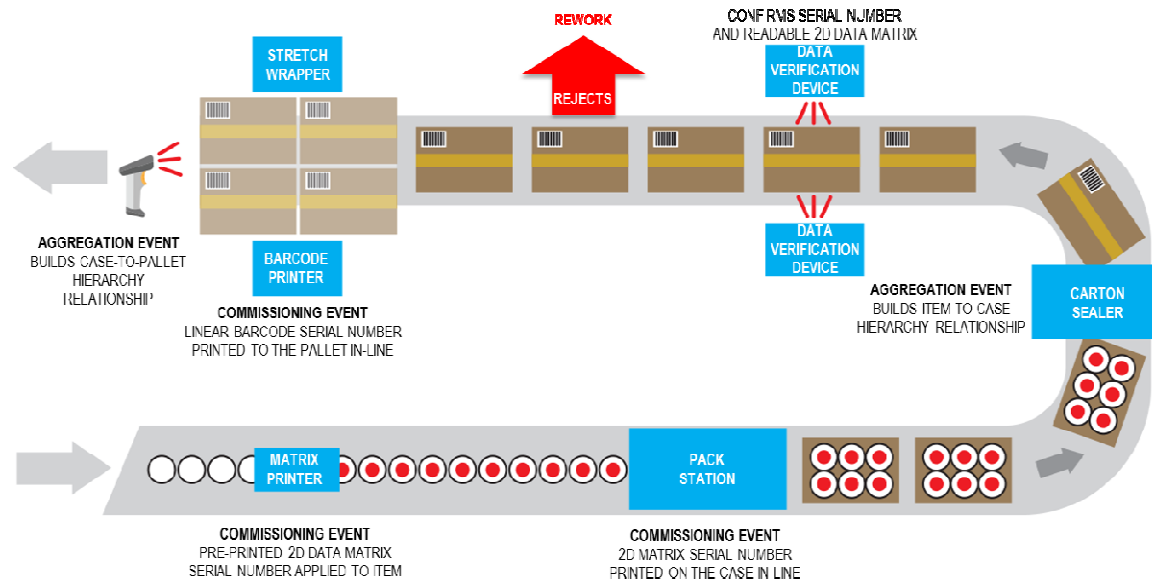 REWORK
REJECTS
CONFIRMS SERIAL NUMBER
AND READABLE 2D DATA MATRIX
DATA
VERIFICATION
DEVICE
STRETCH
WRAPPER
AGGREGATION EVENT
BUILDS CASE-TO-PALLET
HIERARCHY
RELATIONSHIP
BARCODE
PRINTER
COMMISSIONING EVENT
LINEAR BARCODE SERIAL NUMBER
PRINTED TO THE PALLET IN-LINE
DATA
VERIFICATION
DEVICE
AGGREGATION EVENT
BUILDS ITEM TO CASE
HIERARCHY RELATIONSHIP
CARTON
SEALER
MATRIX
PRINTER
PACK
STATION
COMMISSIONING EVENT
PRE-PRINTED 2D DATA MATRIX
SERIAL NUMBER APPLIED TO ITEM
COMMISSIONING EVENT
2D MATRIX SERIAL NUMBER
PRINTED ON THE CASE IN LINE